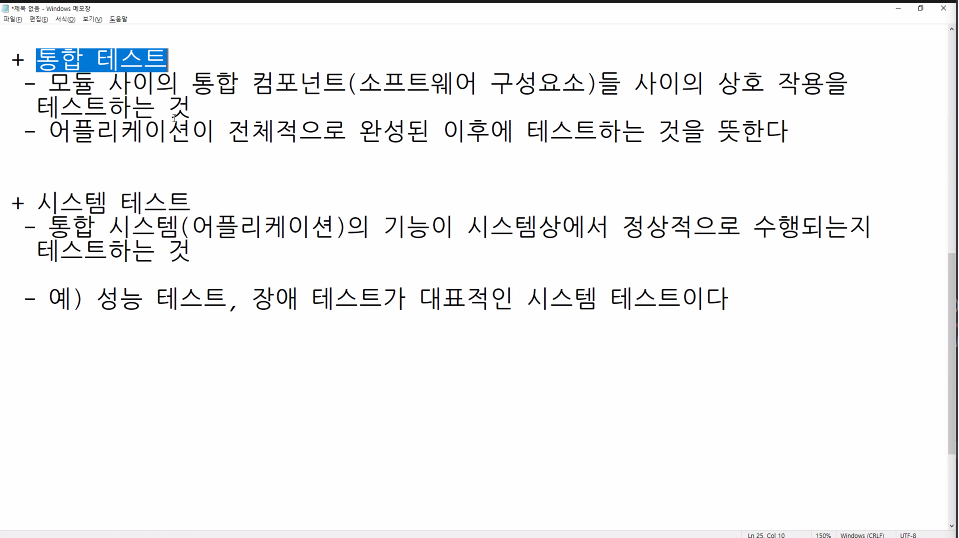 *제목 없음 - Windows 메모장
파일(F) 편집(E) 서식(O) 보기(V) 도움말
+ 통합 테스트
- 모듈 사이의 통합 컴포넌트(소프트웨어 구성요소)들 사이의 상호 작용을
테스트하는 것
- 어플리케이션이 전체적으로 완성된 이후에 테스트하는 것을 뜻한다
+ 시스템 테스트
- 통합 시스템(어플리케이션)의 기능이 시스템상에서 정상적으로 수행되는지
테스트하는 것
- 예) 성능 테스트, 장애 테스트가 대표적인 시스템 테스트이다
Ln 25, Col 10 150% Windows (CRLF) UTF-8